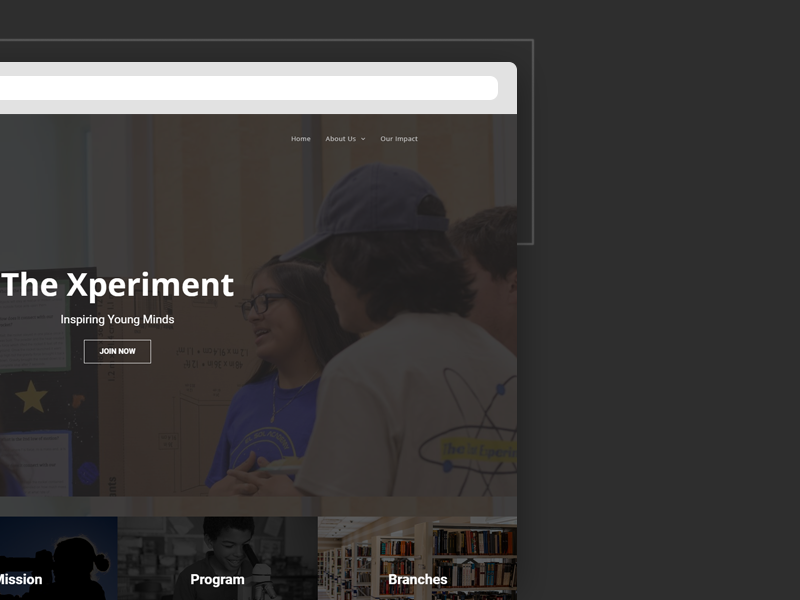 Home About Us Our Impact
The Xperiment
Inspiring Young Minds
JOIN NOW
Mission Program Branches